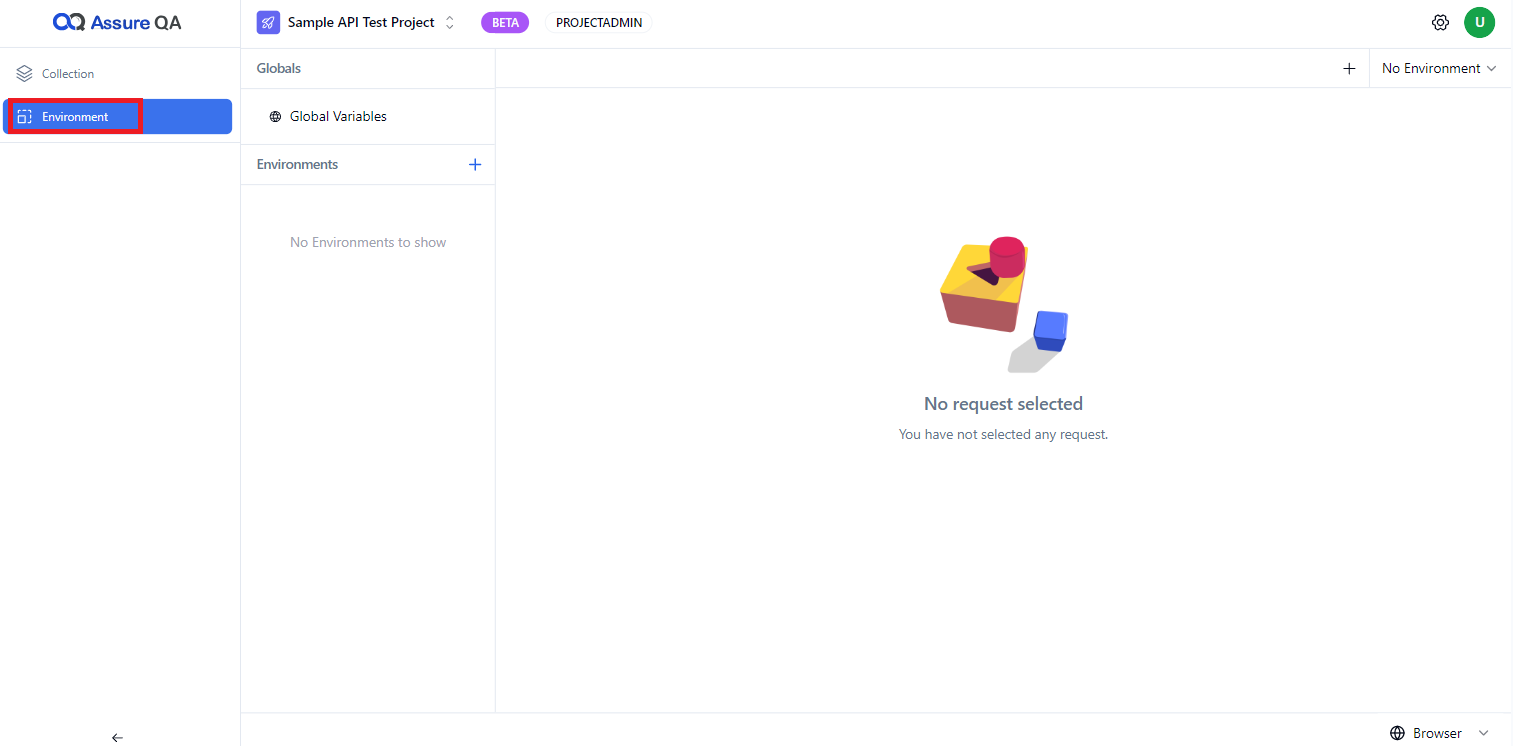 Assure QA
Sample API Test Project
BETA
PROJECTADMIN
U
Collection
Environment
Globals
Global Variables
Environments
No Environments to show
No Environment
No request selected
You have not selected any request.
Browser